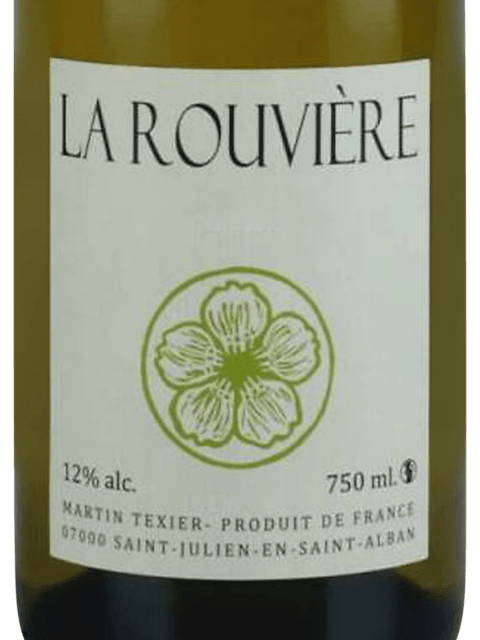 LA ROUVIÈRE
12% alc. 750 ml.
MARTIN TEXIER- PRODUIT DE FRANCE
07000 SAINT-JULIEN-EN-SAINT-ALBAN